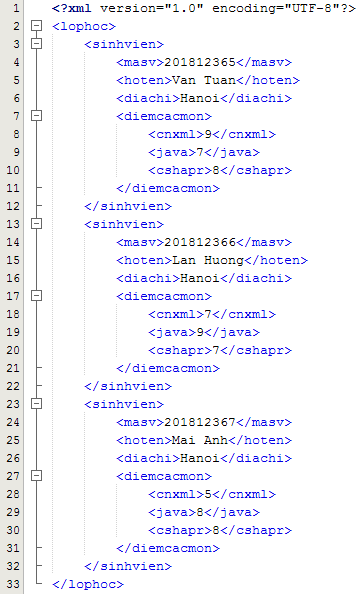 1 <?xml version="1.0" encoding="UTF-8"?>
2 <lophoc>
3 <sinhvien>
4 <masv>201812365</masv>
5 <hoten>Van Tuan</hoten>
6 <diachi>Hanoi</diachi>
7 <diemcacmon>
8 <cnxml>9</cnxml>
9 <java>7</java>
10 <cshapr>8</cshapr>
11 </diemcacmon>
12 </sinhvien>
13 <sinhvien>
14 <masv>201812366</masv>
15 <hoten>Lan Huong</hoten>
16 <diachi>Hanoi</diachi>
17 <diemcacmon>
18 <cnxml>7</cnxml>
19 <java>9</java>
20 <cshapr>7</cshapr>
21 </diemcacmon>
22 </sinhvien>
23 <sinhvien>
24 <masv>201812367</masv>
25 <hoten>Mai Anh</hoten>
26 <diachi>Hanoi</diachi>
27 <diemcacmon>
28 <cnxml>5</cnxml>
29 <java>8</java>
30 <cshapr>8</cshapr>
31 </diemcacmon>
32 </sinhvien>
33 </lophoc>